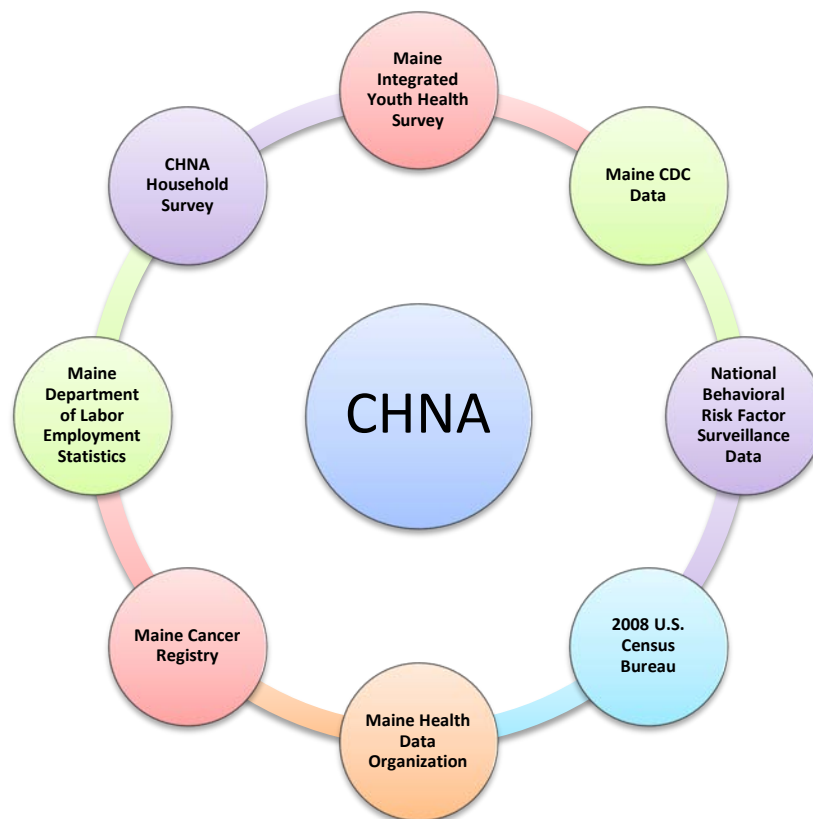 Maine
Integrated
Youth Health
Survey
Maine CDC
Data
National
Behavioral
Risk Factor
Surveillance
Data
2008 U.S.
Census
Bureau
Maine Health
Data
Organization
Maine Cancer
Registry
Maine
Department
of Labor
Employment
Statistics
CHNA
Household
Survey
CHNA